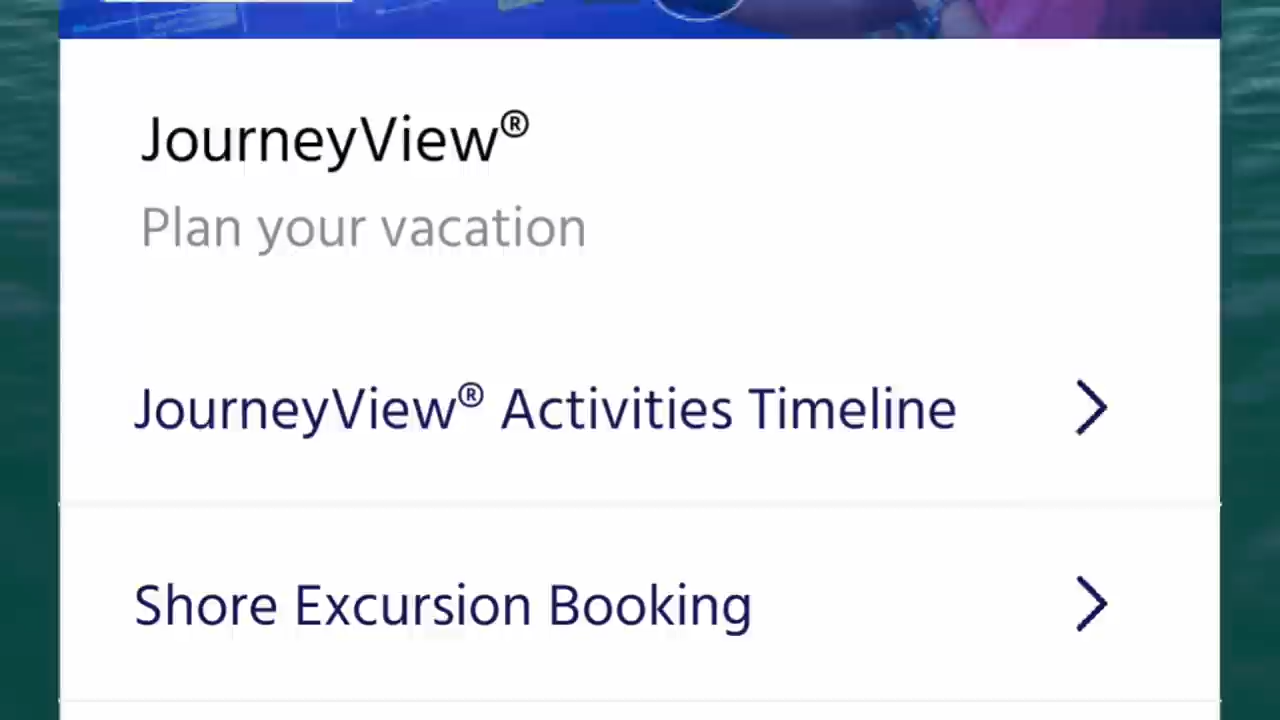 JourneyView®
Plan your vacation
JourneyView® Activities Timeline
Shore Excursion Booking